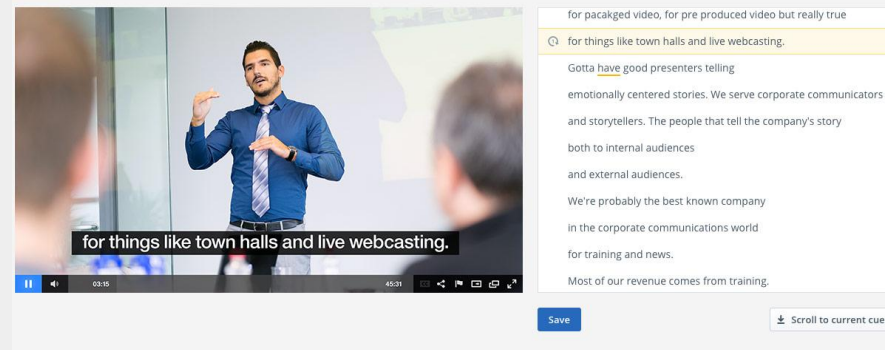 for pacakged video, for pre produced video but really true
for things like town halls and live webcasting.
Gotta have good presenters telling
emotionally centered stories. We serve corporate communicators
and storytellers. The people that tell the company's story
both to internal audiences
and external audiences.
We're probably the best known company
in the corporate communications world
for training and news.
Most of our revenue comes from training.
for things like town halls and live webcasting.
03:15
45:31
Save
Scroll to current cue